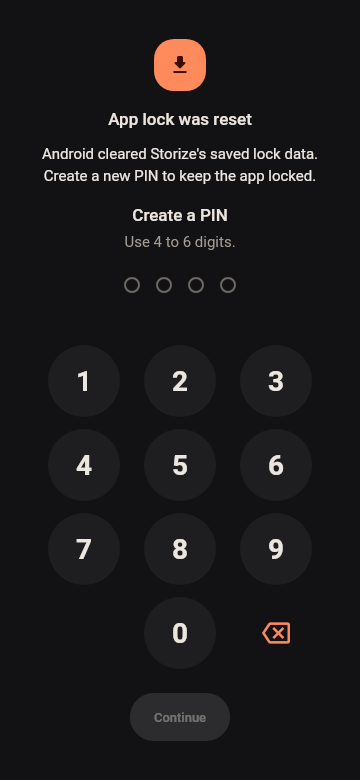 App lock was reset
Android cleared Storize's saved lock data.
Create a new PIN to keep the app locked.
Create a PIN
Use 4 to 6 digits.
1 2 3
4 5 6
7 8 9
0
Continue